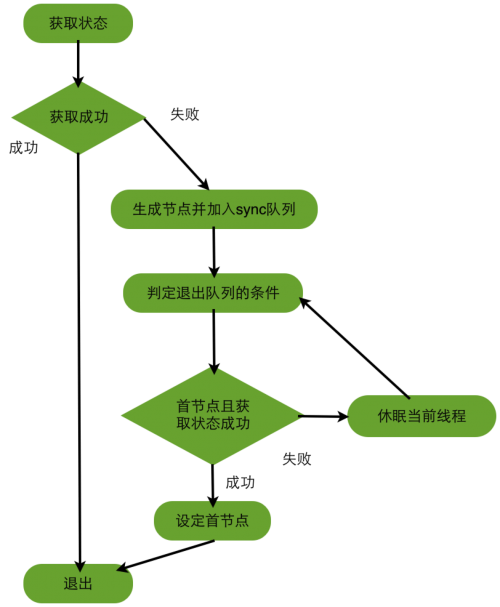 获取状态
获取成功
失败
成功
生成节点并加入sync队列
判定退出队列的条件
首节点且获
取状态成功
休眠当前线程
失败
成功
设定首节点
退出